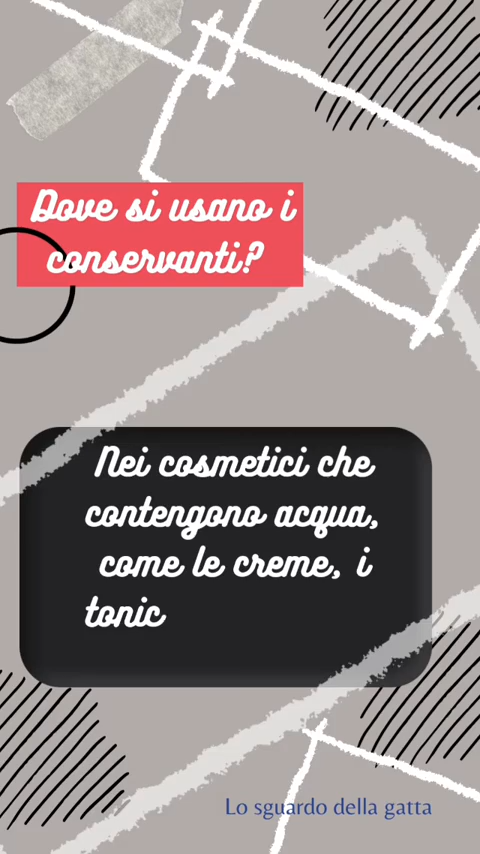 Dove si usano i
conservanti?
Nei cosmetici che
contengono acqua,
come le creme, i
tonic
Lo sguardo della gatta